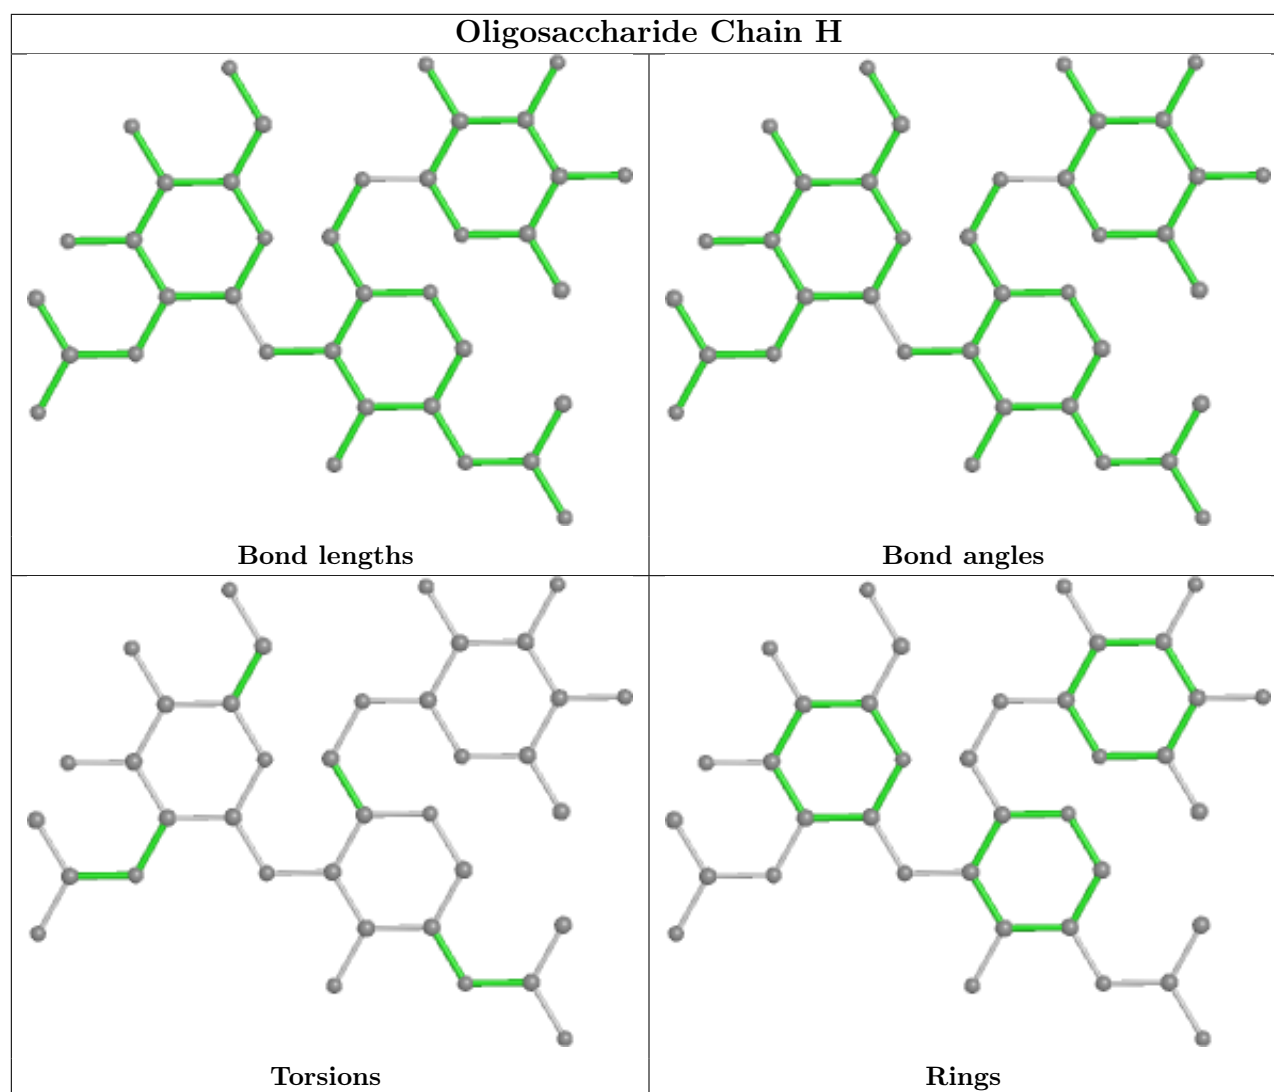 Oligosaccharide Chain H
Bond lengths
Bond angles
Torsions
Rings